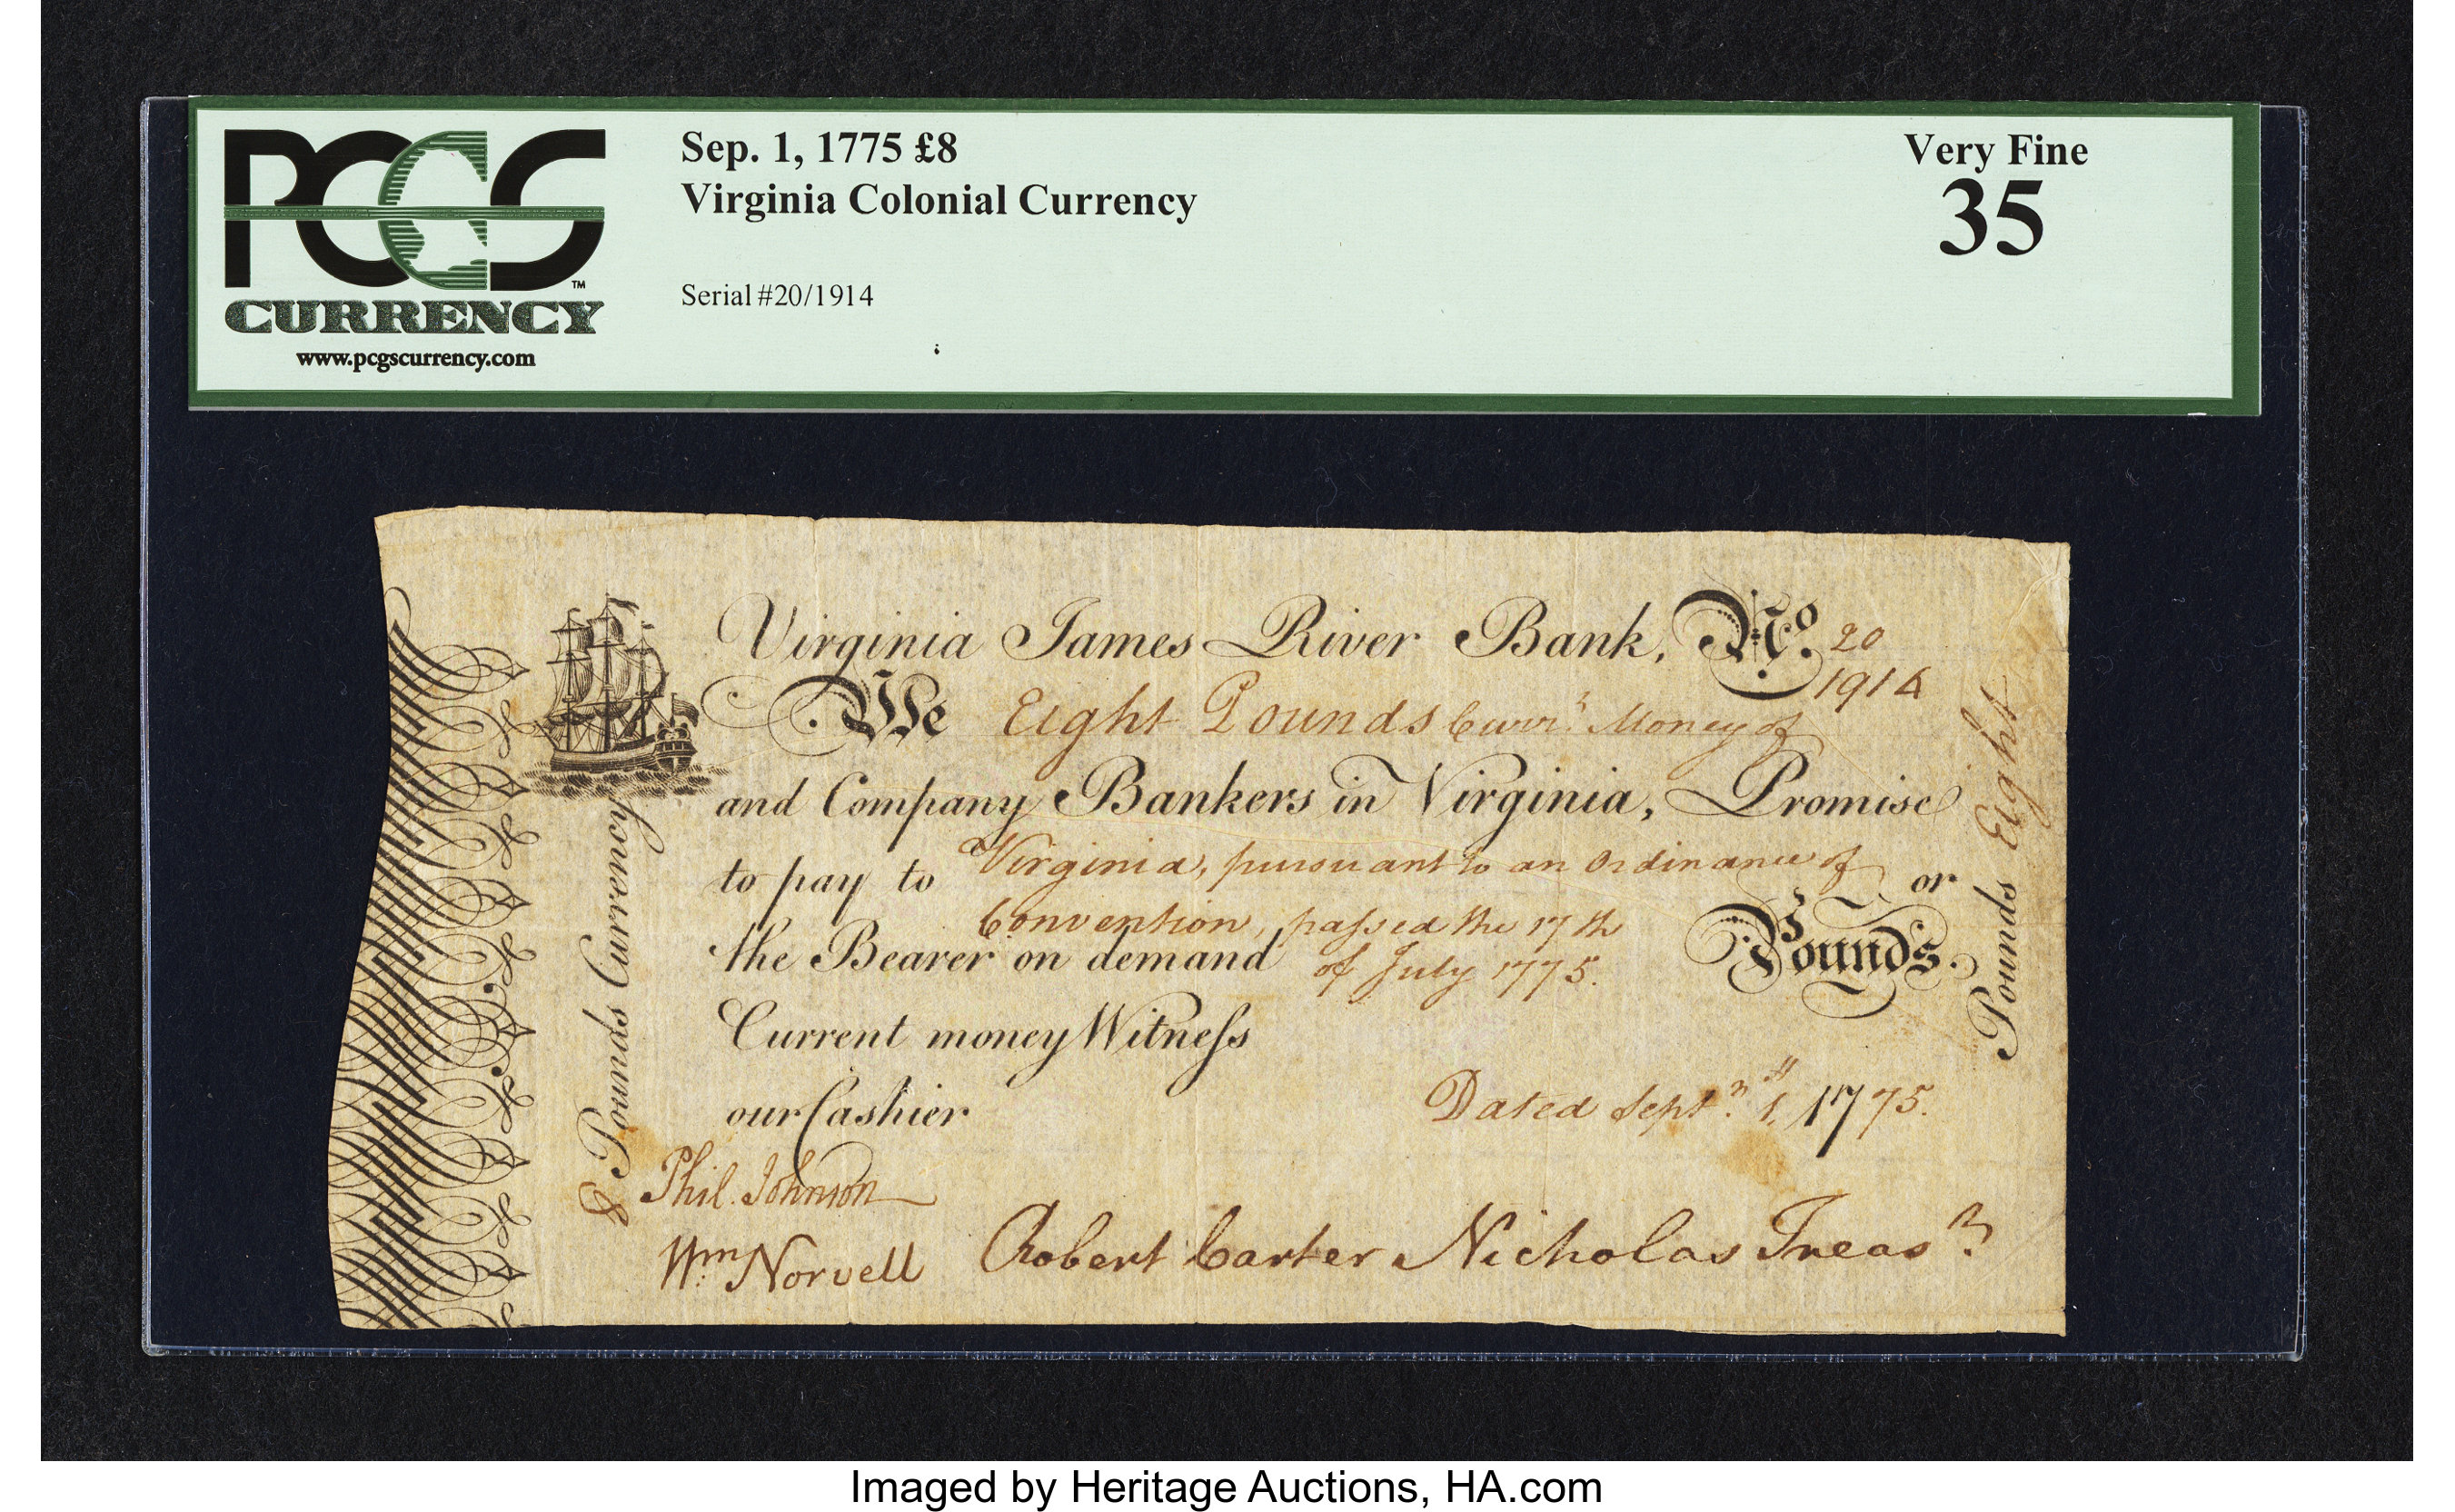 PCGS
CURRENCY
™
www.pcgscurrency.com
Sep. 1, 1775 £8
Virginia Colonial Currency
Serial #20/1914
Very Fine
35
Virginia James River Bank, No. 20
1914
We Eight Pounds Curr.ʸ Money of
and Company Bankers in Virginia, Promise
to pay to Virginia, pursuant to an Ordinance of or
Convention, paſsed the 17th
the Bearer on demand of July 1775. Pounds.
Current money Witneſs
our Cashier
Dated Sept.r 1, 1775.
Phil. Johnson
Wm Norvell Robert Carter Nicholas Treasr.
8 Pounds Currency
Pounds Eight
Imaged by Heritage Auctions, HA.com